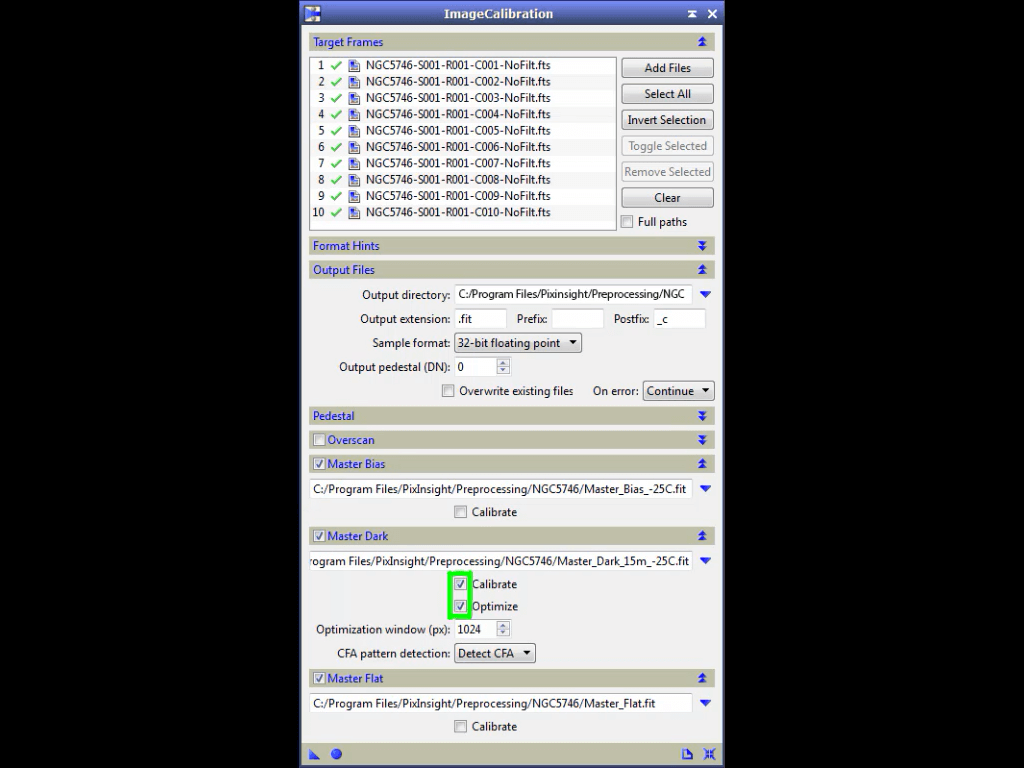 ImageCalibration
Target Frames
1 NGC5746-S001-R001-C001-NoFilt.fts
2 NGC5746-S001-R001-C002-NoFilt.fts
3 NGC5746-S001-R001-C003-NoFilt.fts
4 NGC5746-S001-R001-C004-NoFilt.fts
5 NGC5746-S001-R001-C005-NoFilt.fts
6 NGC5746-S001-R001-C006-NoFilt.fts
7 NGC5746-S001-R001-C007-NoFilt.fts
8 NGC5746-S001-R001-C008-NoFilt.fts
9 NGC5746-S001-R001-C009-NoFilt.fts
10 NGC5746-S001-R001-C010-NoFilt.fts
Add Files
Select All
Invert Selection
Toggle Selected
Remove Selected
Clear
Full paths
Format Hints
Output Files
Output directory: C:/Program Files/Pixinsight/Preprocessing/NGC
Output extension: .fit Prefix: Postfix: _c
Sample format: 32-bit floating point
Output pedestal (DN): 0
Overwrite existing files On error: Continue
Pedestal
Overscan
Master Bias
C:/Program Files/PixInsight/Preprocessing/NGC5746/Master_Bias_-25C.fit
Calibrate
Master Dark
rogram Files/PixInsight/Preprocessing/NGC5746/Master_Dark_15m_-25C.fit
Calibrate
Optimize
Optimization window (px): 1024
CFA pattern detection: Detect CFA
Master Flat
C:/Program Files/PixInsight/Preprocessing/NGC5746/Master_Flat.fit
Calibrate